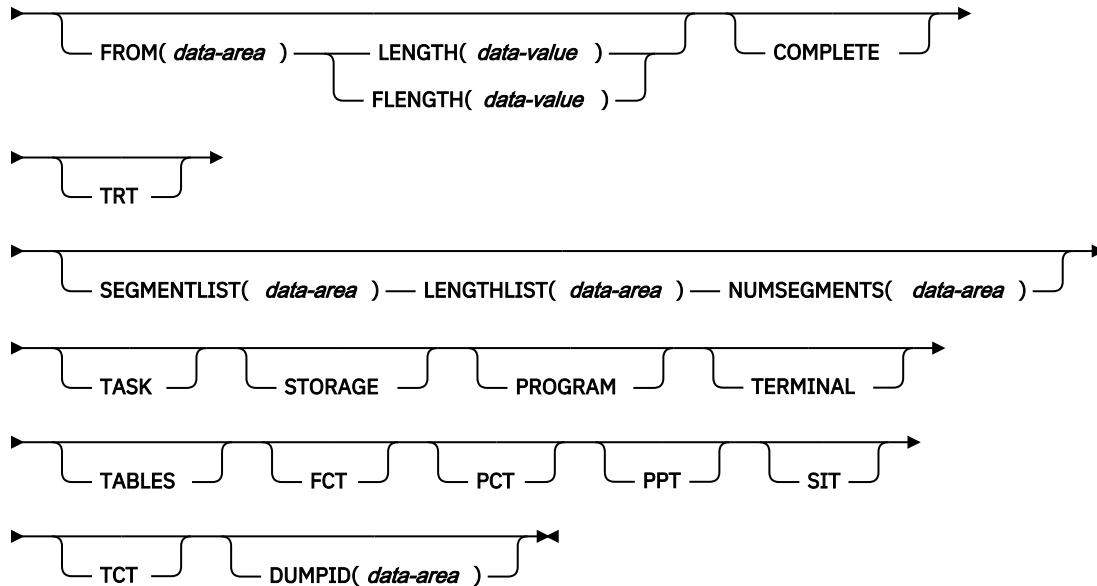 FROM( data-area ) LENGTH( data-value ) COMPLETE
FLENGTH( data-value )
TRT
SEGMENTLIST( data-area ) LENGTHLIST( data-area ) NUMSEGMENTS( data-area )
TASK STORAGE PROGRAM TERMINAL
TABLES FCT PCT PPT SIT
TCT DUMPID( data-area )